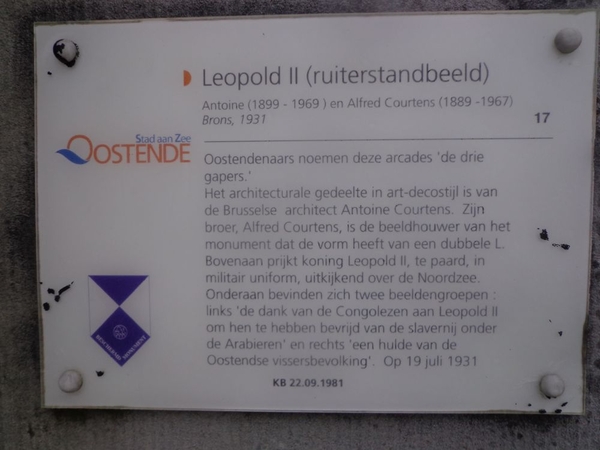 Leopold II (ruiterstandbeeld)
Antoine (1899 - 1969 ) en Alfred Courtens (1889 -1967)
Brons, 1931
17
Stad aan Zee
OOSTENDE
Oostendenaars noemen deze arcades 'de drie
gapers.'
Het architecturale gedeelte in art-decostijl is van
de Brusselse architect Antoine Courtens. Zijn
broer, Alfred Courtens, is de beeldhouwer van het
monument dat de vorm heeft van een dubbele L.
Bovenaan prijkt koning Leopold II, te paard, in
militair uniform, uitkijkend over de Noordzee.
Onderaan bevinden zich twee beeldengroepen :
links 'de dank van de Congolezen aan Leopold II
om hen te hebben bevrijd van de slavernij onder
de Arabieren' en rechts 'een hulde van de
Oostendse vissersbevolking'. Op 19 juli 1931
KB 22.09.1981
BESCHERMD MONUMENT